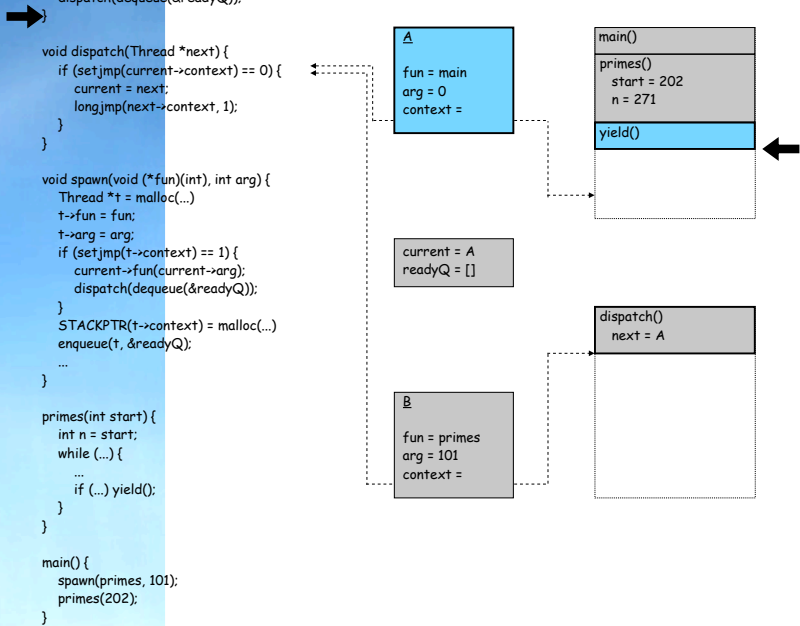 dispatch(dequeue(&readyQ));
}
void dispatch(Thread *next) {
if (setjmp(current->context) == 0) {
current = next;
longjmp(next->context, 1);
}
}
void spawn(void (*fun)(int), int arg) {
Thread *t = malloc(...)
t->fun = fun;
t->arg = arg;
if (setjmp(t->context) == 1) {
current->fun(current->arg);
dispatch(dequeue(&readyQ));
}
STACKPTR(t->context) = malloc(...)
enqueue(t, &readyQ);
...
}
primes(int start) {
int n = start;
while (...) {
...
if (...) yield();
}
}
main() {
spawn(primes, 101);
primes(202);
}
A
fun = main
arg = 0
context =
current = A
readyQ = []
B
fun = primes
arg = 101
context =
main()
primes()
start = 202
n = 271
yield()
dispatch()
next = A